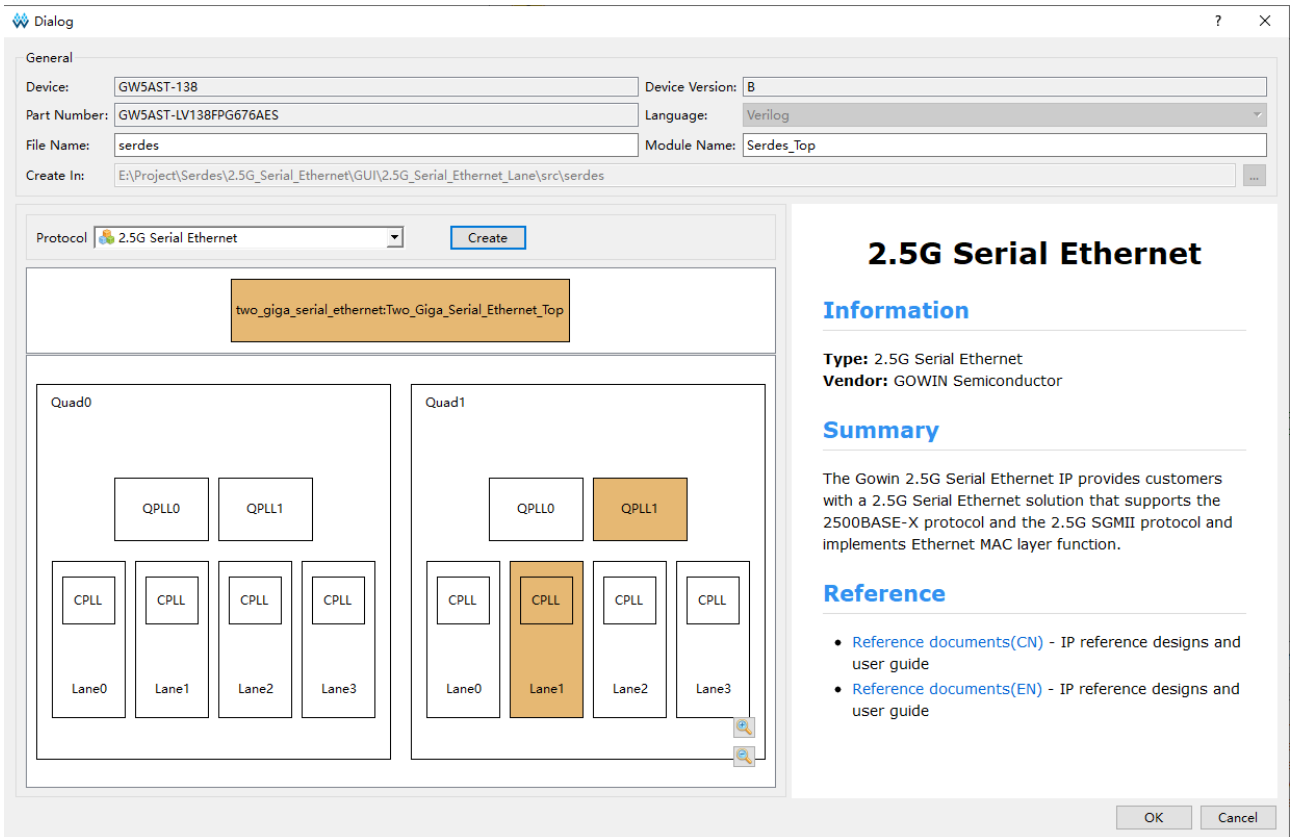 Dialog
?
General
Device: GW5AST-138 Device Version: B
Part Number: GW5AST-LV138FPG676AES Language: Verilog
File Name: serdes Module Name: Serdes_Top
Create In: E:\Project\Serdes\2.5G_Serial_Ethernet\GUI\2.5G_Serial_Ethernet_Lane\src\serdes ...
Protocol 2.5G Serial Ethernet Create
two_giga_serial_ethernet:Two_Giga_Serial_Ethernet_Top
Quad0
QPLL0 QPLL1
CPLL CPLL CPLL CPLL
Lane0 Lane1 Lane2 Lane3
Quad1
QPLL0 QPLL1
CPLL CPLL CPLL CPLL
Lane0 Lane1 Lane2 Lane3
2.5G Serial Ethernet
Information
Type: 2.5G Serial Ethernet
Vendor: GOWIN Semiconductor
Summary
The Gowin 2.5G Serial Ethernet IP provides customers
with a 2.5G Serial Ethernet solution that supports the
2500BASE-X protocol and the 2.5G SGMII protocol and
implements Ethernet MAC layer function.
Reference
• Reference documents(CN) - IP reference designs and
user guide
• Reference documents(EN) - IP reference designs and
user guide
OK Cancel